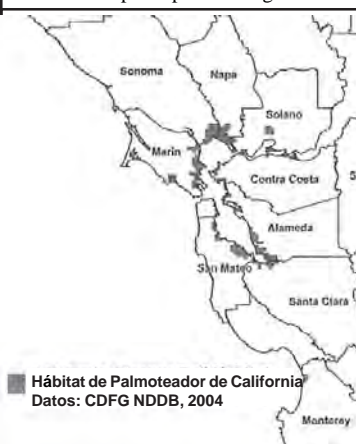 Sonoma
Napa
Solano
Marin
Contra Costa
Alameda
San Mateo
Santa Clara
Hábitat de Palmoteador de California
Datos: CDFG NDDB, 2004
Monterey